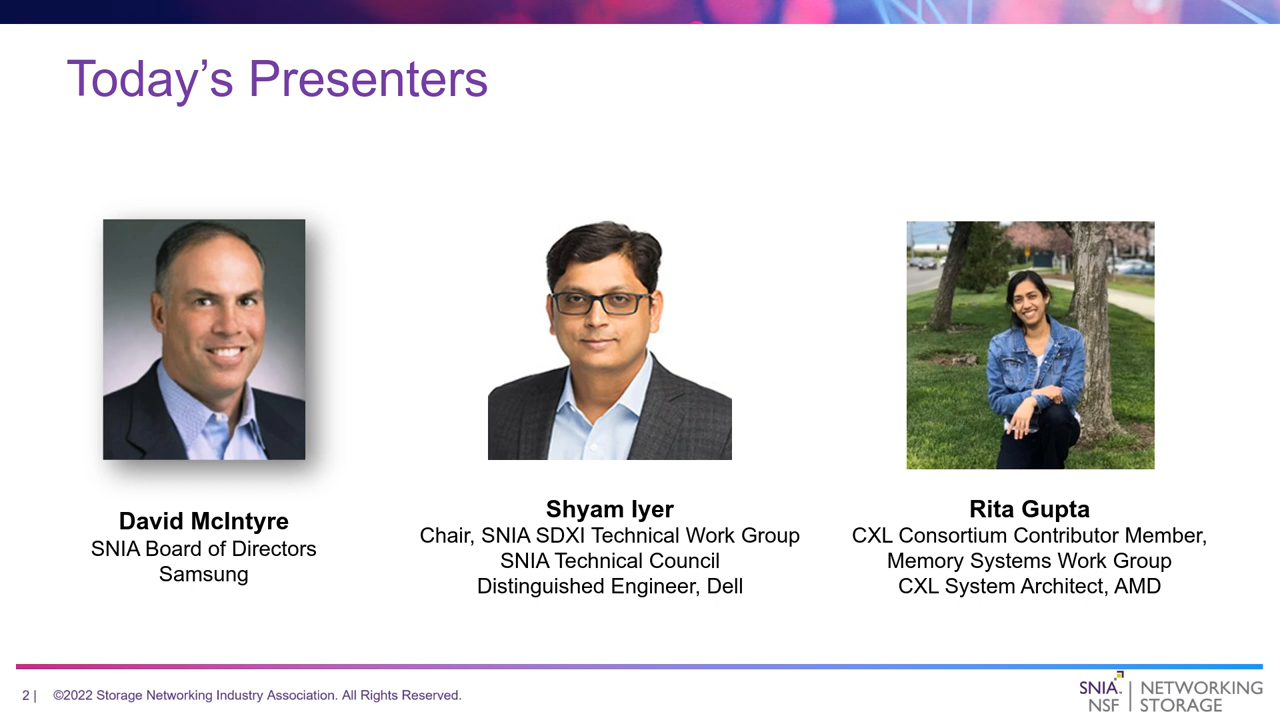 Today’s Presenters
David McIntyre
SNIA Board of Directors
Samsung
Shyam Iyer
Chair, SNIA SDXI Technical Work Group
SNIA Technical Council
Distinguished Engineer, Dell
Rita Gupta
CXL Consortium Contributor Member,
Memory Systems Work Group
CXL System Architect, AMD
2 | ©2022 Storage Networking Industry Association. All Rights Reserved.
SNIA. | NETWORKING
NSF | STORAGE